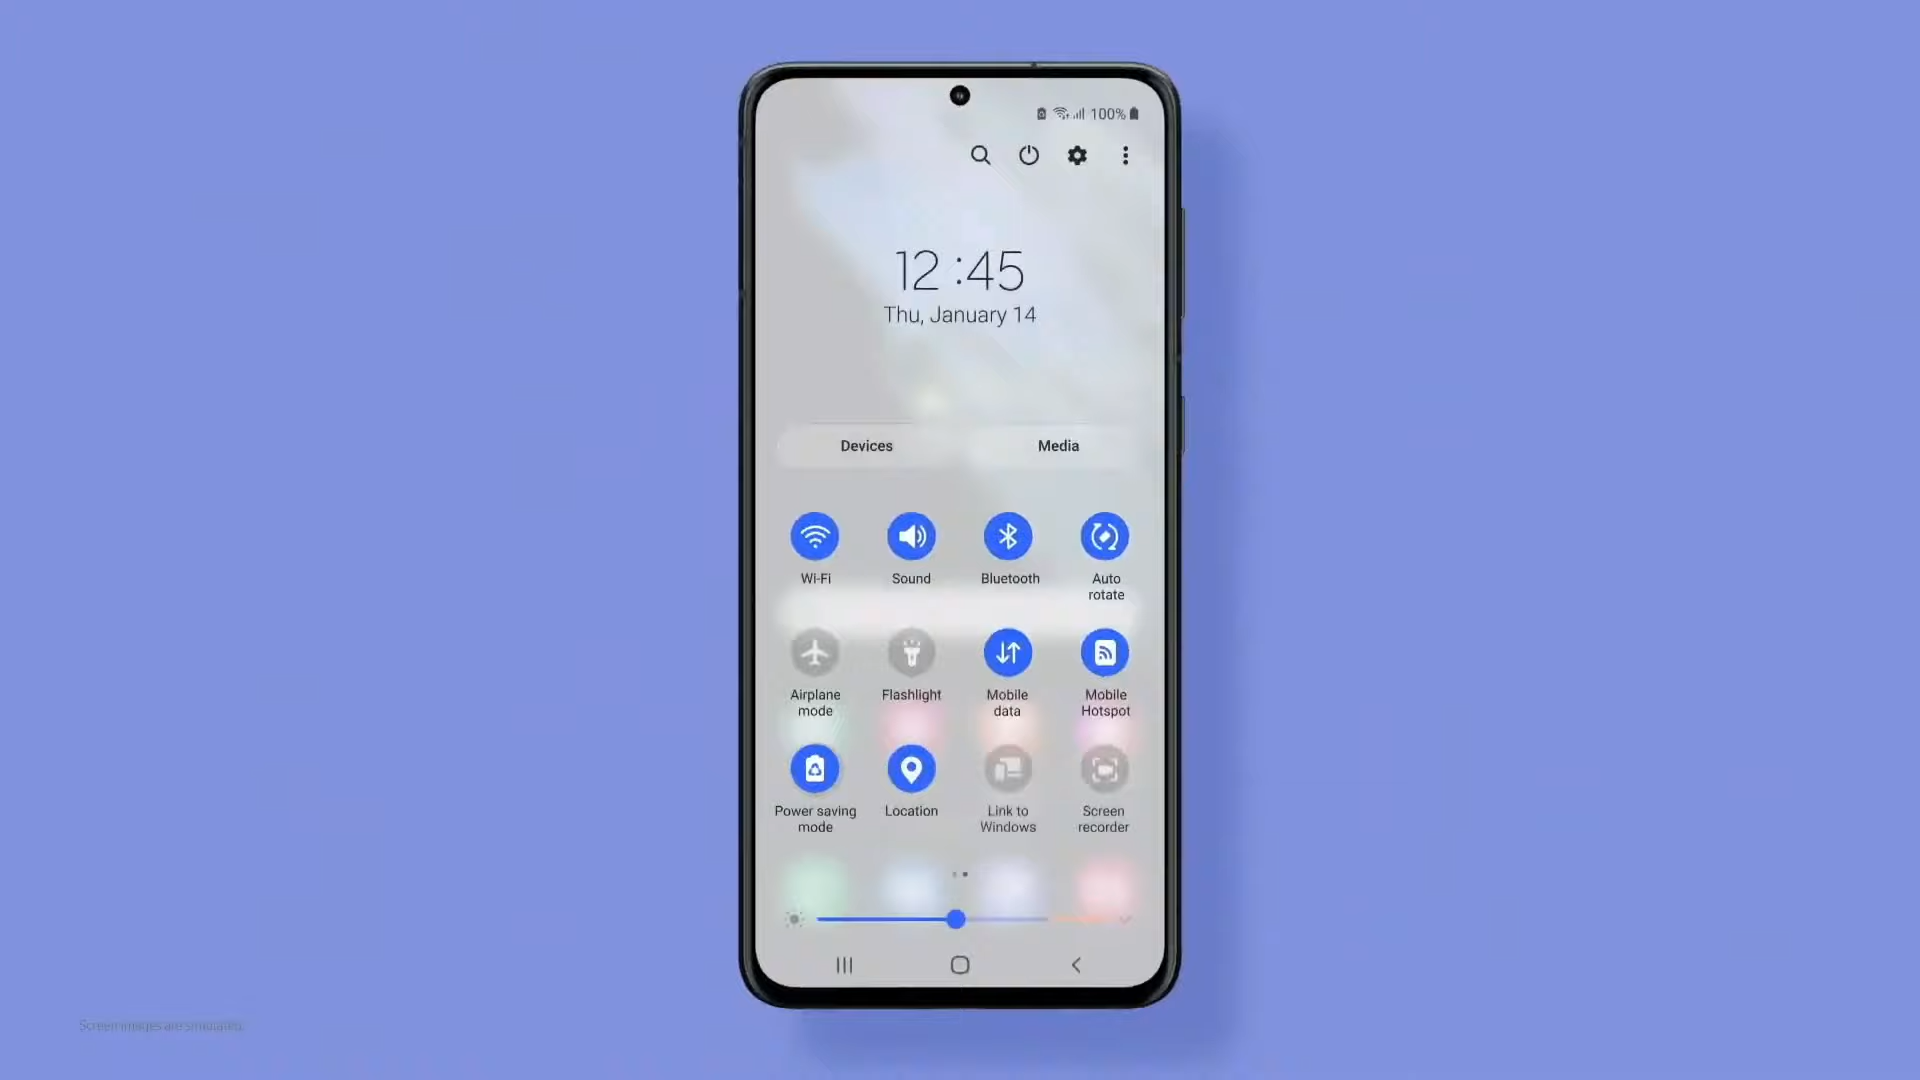 100%
12:45
Thu, January 14
Devices
Media
Wi-Fi
Sound
Bluetooth
Auto
rotate
Airplane
mode
Flashlight
Mobile
data
Mobile
Hotspot
Power saving
mode
Location
Link to
Windows
Screen
recorder
Screen images are simulated.